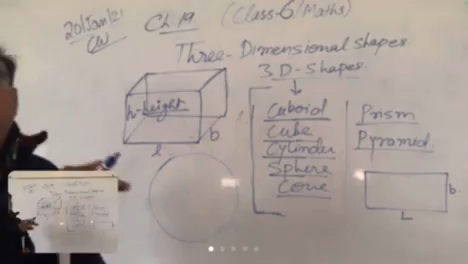 20/Jan/21
CW
Ch 19 (Class-6/Maths)
Three-Dimensional shapes.
3 D-Shapes
h-height
b
l
Cuboid
Cube
Cylinder
Sphere
Cone
Prism
Pyramid.
b
L